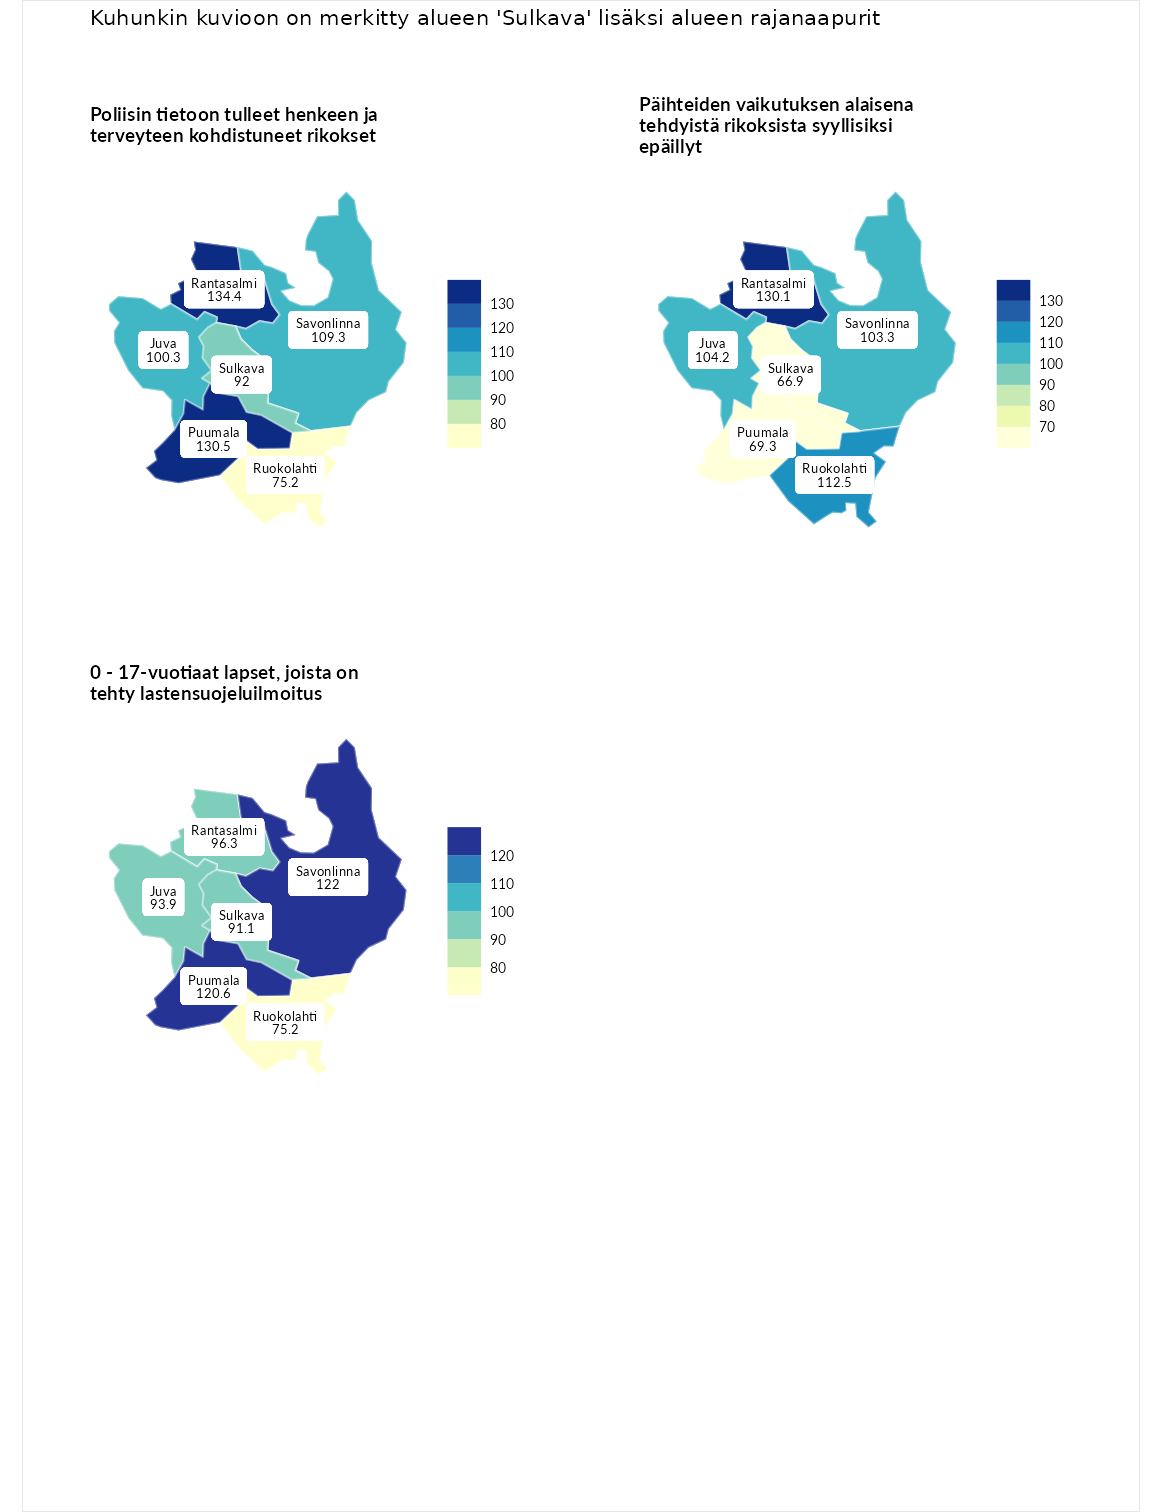 Kuhunkin kuvioon on merkitty alueen 'Sulkava' lisäksi alueen rajanaapurit
Poliisin tietoon tulleet henkeen ja
terveyteen kohdistuneet rikokset
Rantasalmi
134.4
Savonlinna
109.3
Juva
100.3
Sulkava
92
Puumala
130.5
Ruokolahti
75.2
130
120
110
100
90
80
Päihteiden vaikutuksen alaisena
tehdyistä rikoksista syyllisiksi
epäillyt
Rantasalmi
130.1
Savonlinna
103.3
Juva
104.2
Sulkava
66.9
Puumala
69.3
Ruokolahti
112.5
130
120
110
100
90
80
70
0 - 17-vuotiaat lapset, joista on
tehty lastensuojeluilmoitus
Rantasalmi
96.3
Savonlinna
122
Juva
93.9
Sulkava
91.1
Puumala
120.6
Ruokolahti
75.2
120
110
100
90
80